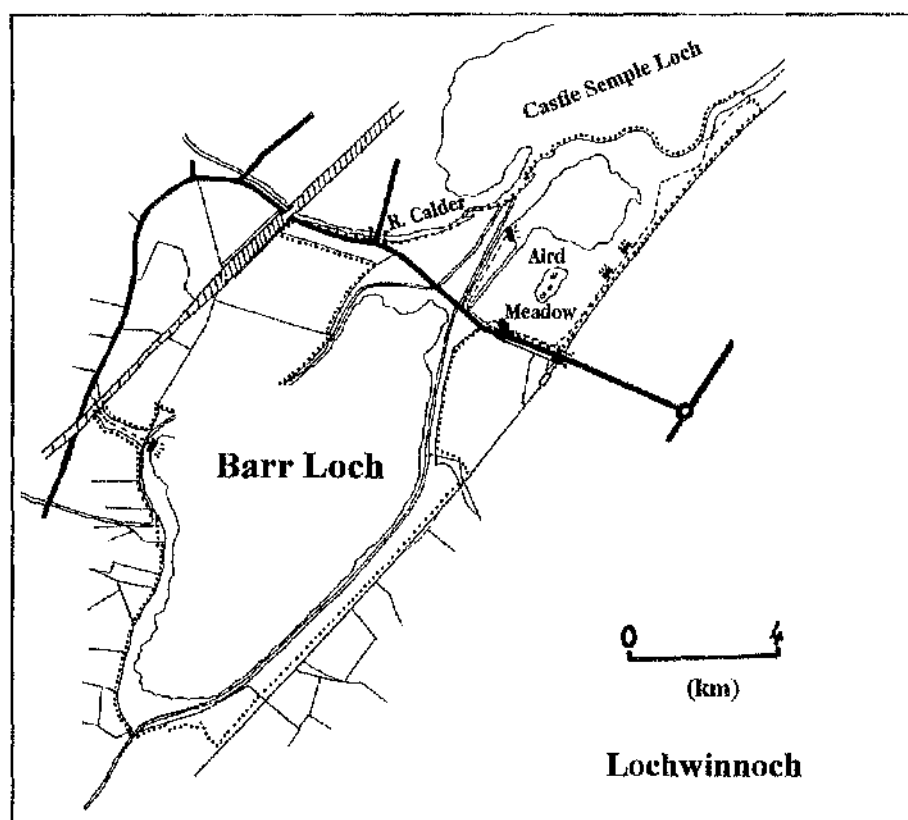 Castle Semple Loch
R. Calder
Aird
Meadow
Barr Loch
0 4
(km)
Lochwinnoch